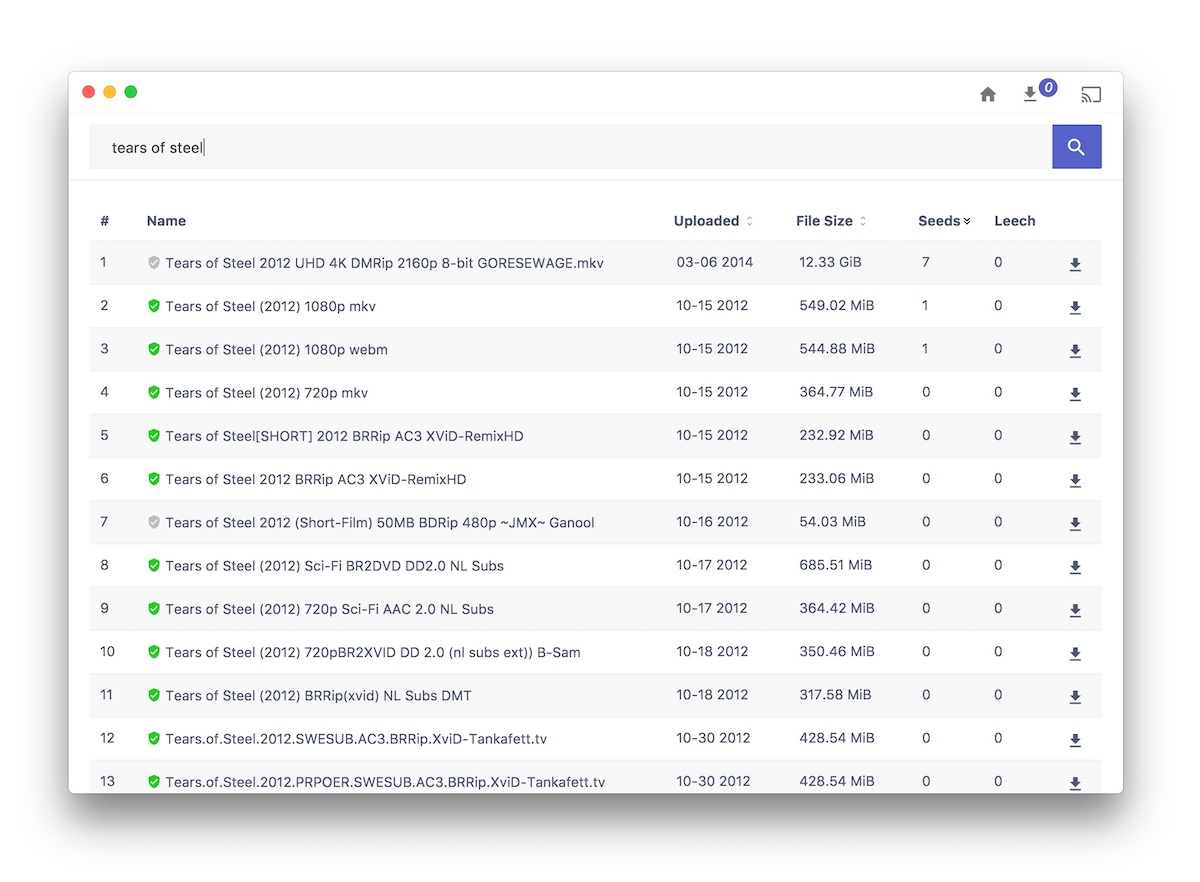 0
tears of steel
# Name Uploaded File Size Seeds Leech
1 Tears of Steel 2012 UHD 4K DMRip 2160p 8-bit GORESEWAGE.mkv 03-06 2014 12.33 GiB 7 0
2 Tears of Steel (2012) 1080p mkv 10-15 2012 549.02 MiB 1 0
3 Tears of Steel (2012) 1080p webm 10-15 2012 544.88 MiB 1 0
4 Tears of Steel (2012) 720p mkv 10-15 2012 364.77 MiB 0 0
5 Tears of Steel[SHORT] 2012 BRRip AC3 XViD-RemixHD 10-15 2012 232.92 MiB 0 0
6 Tears of Steel 2012 BRRip AC3 XViD-RemixHD 10-15 2012 233.06 MiB 0 0
7 Tears of Steel 2012 (Short-Film) 50MB BDRip 480p ~JMX~ Ganool 10-16 2012 54.03 MiB 0 0
8 Tears of Steel (2012) Sci-Fi BR2DVD DD2.0 NL Subs 10-17 2012 685.51 MiB 0 0
9 Tears of Steel (2012) 720p Sci-Fi AAC 2.0 NL Subs 10-17 2012 364.42 MiB 0 0
10 Tears of Steel (2012) 720pBR2XVID DD 2.0 (nl subs ext)) B-Sam 10-18 2012 350.46 MiB 0 0
11 Tears of Steel (2012) BRRip(xvid) NL Subs DMT 10-18 2012 317.58 MiB 0 0
12 Tears.of.Steel.2012.SWESUB.AC3.BRRip.XviD-Tankafett.tv 10-30 2012 428.54 MiB 0 0
13 Tears.of.Steel.2012.PRPOER.SWESUB.AC3.BRRip.XviD-Tankafett.tv 10-30 2012 428.54 MiB 0 0